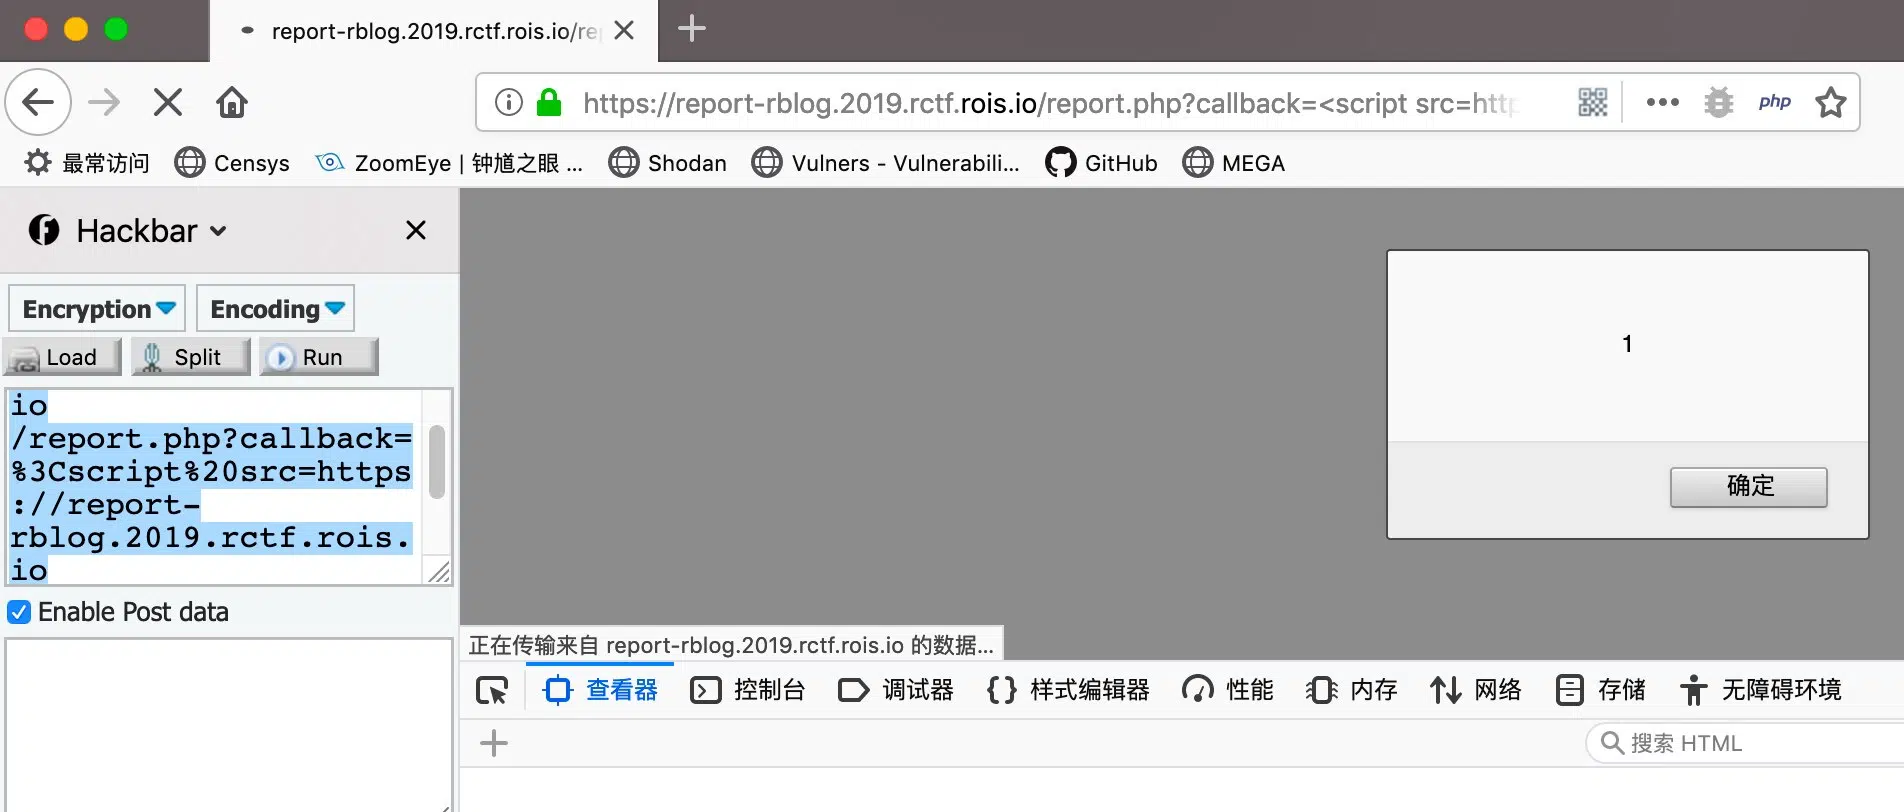 report-rblog.2019.rctf.rois.io/re
https://report-rblog.2019.rctf.rois.io/report.php?callback=<script src=http
php
最常访问 Censys ZoomEye | 钟馗之眼 ... Shodan Vulners - Vulnerabili... GitHub MEGA
Hackbar
Encryption Encoding
Load Split Run
io
/report.php?callback=
%3Cscript%20src=https
://report-
rblog.2019.rctf.rois.
io
Enable Post data
1
确定
正在传输来自 report-rblog.2019.rctf.rois.io 的数据...
查看器 控制台 调试器 {} 样式编辑器 性能 内存 网络 存储 无障碍环境
搜索 HTML